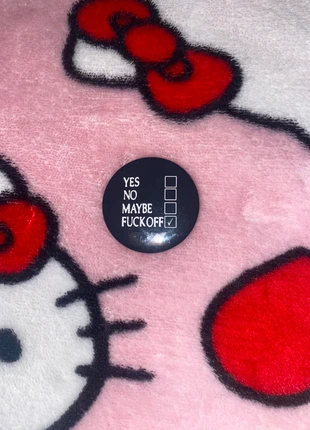 YES ☐
NO ☐
MAYBE ☐
FUCKOFF ☑